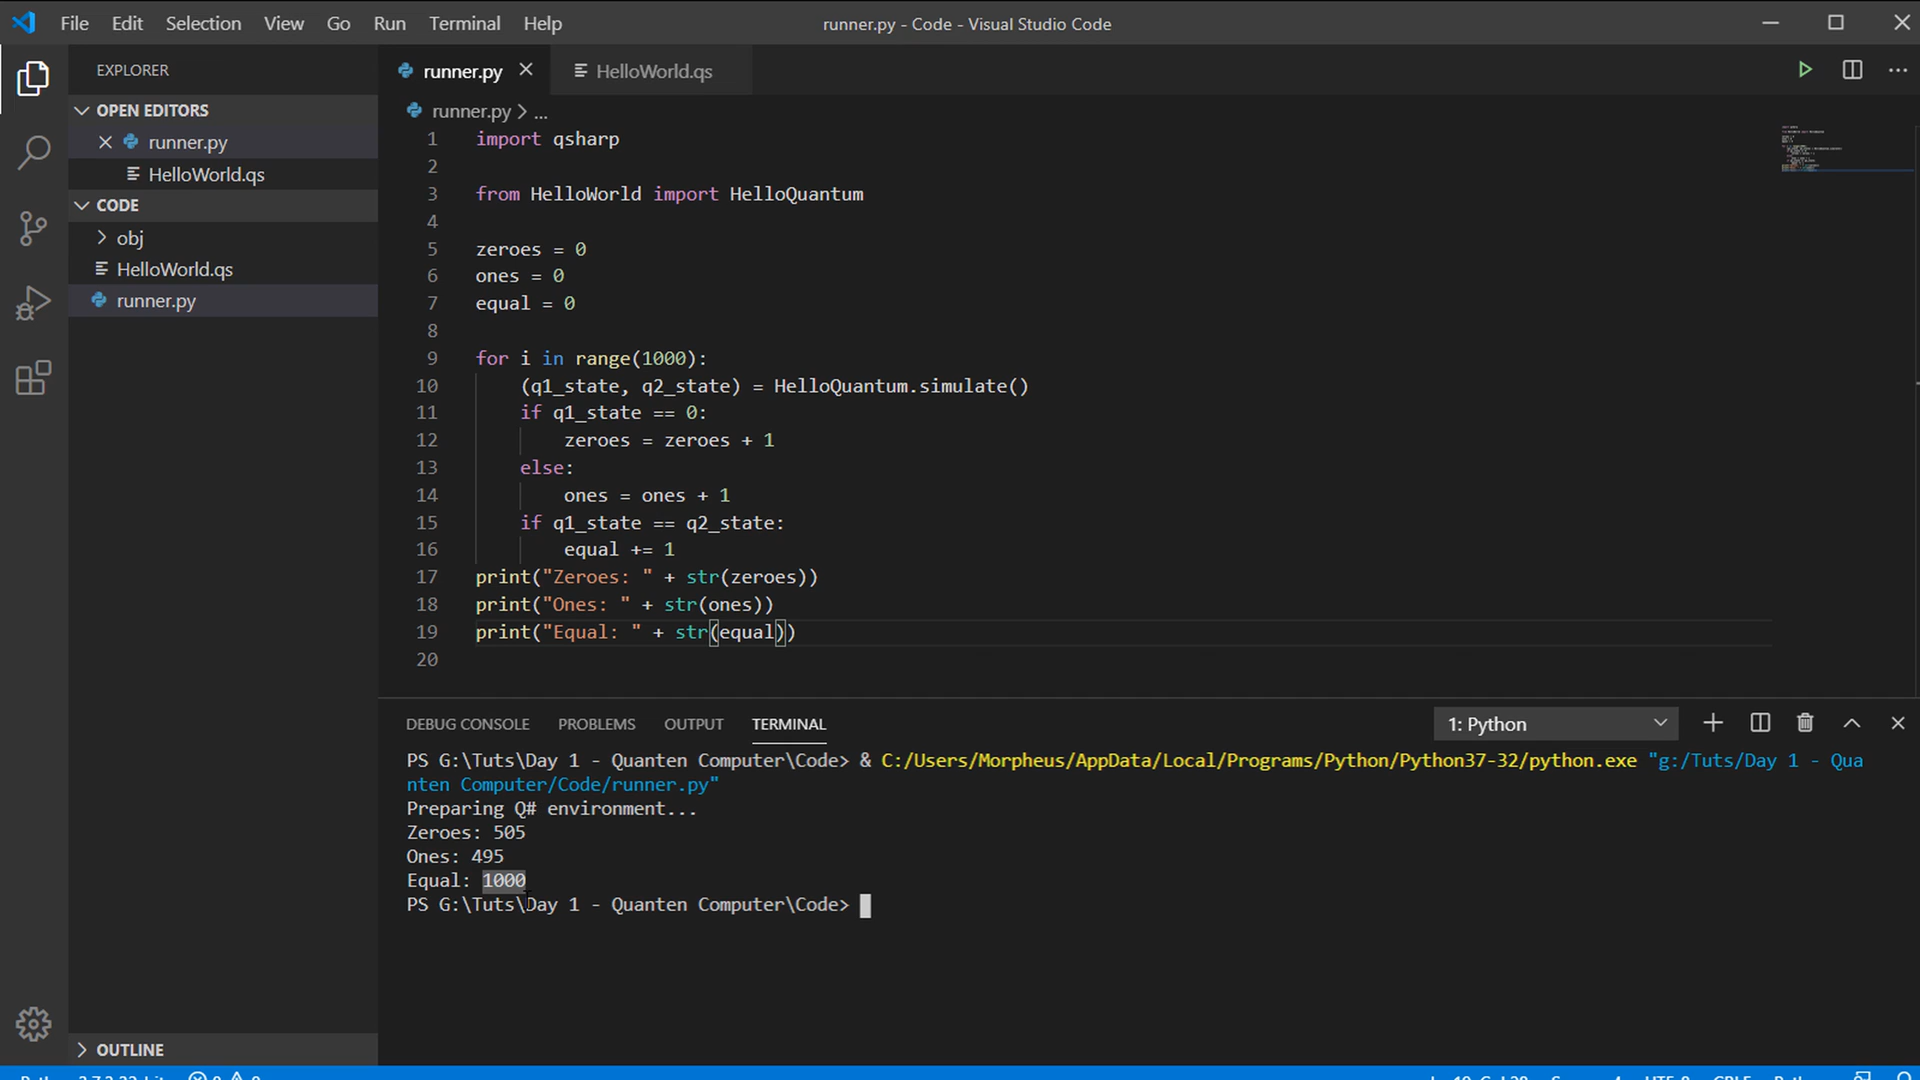 File Edit Selection View Go Run Terminal Help
runner.py - Code - Visual Studio Code
EXPLORER
OPEN EDITORS
runner.py
HelloWorld.qs
CODE
obj
HelloWorld.qs
runner.py
OUTLINE
runner.py
HelloWorld.qs
runner.py > ...
1 import qsharp
2
3 from HelloWorld import HelloQuantum
4
5 zeroes = 0
6 ones = 0
7 equal = 0
8
9 for i in range(1000):
10 (q1_state, q2_state) = HelloQuantum.simulate()
11 if q1_state == 0:
12 zeroes = zeroes + 1
13 else:
14 ones = ones + 1
15 if q1_state == q2_state:
16 equal += 1
17 print("Zeroes: " + str(zeroes))
18 print("Ones: " + str(ones))
19 print("Equal: " + str(equal))
20
DEBUG CONSOLE PROBLEMS OUTPUT TERMINAL
1: Python
PS G:\Tuts\Day 1 - Quanten Computer\Code> & C:/Users/Morpheus/AppData/Local/Programs/Python/Python37-32/python.exe "g:/Tuts/Day 1 - Qua
nten Computer/Code/runner.py"
Preparing Q# environment...
Zeroes: 505
Ones: 495
Equal: 1000
PS G:\Tuts\Day 1 - Quanten Computer\Code>